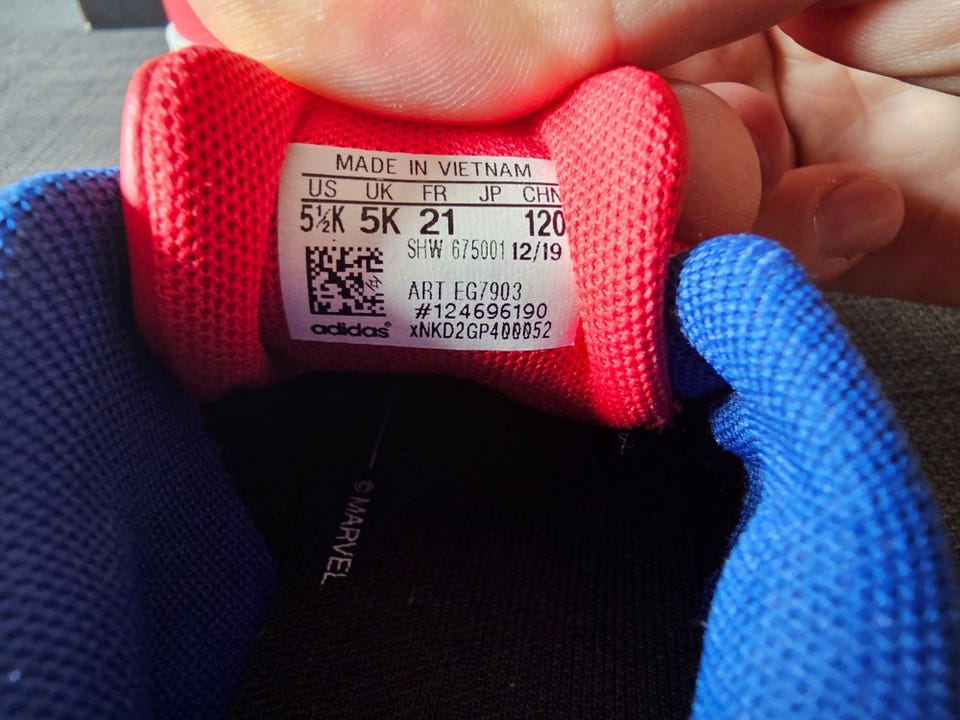 MADE IN VIETNAM
US UK FR JP CHN
5½K 5K 21 120
SHW 675001 12/19
ART EG7903
#124696190
adidas® xNKD2GP400052
©MARVEL